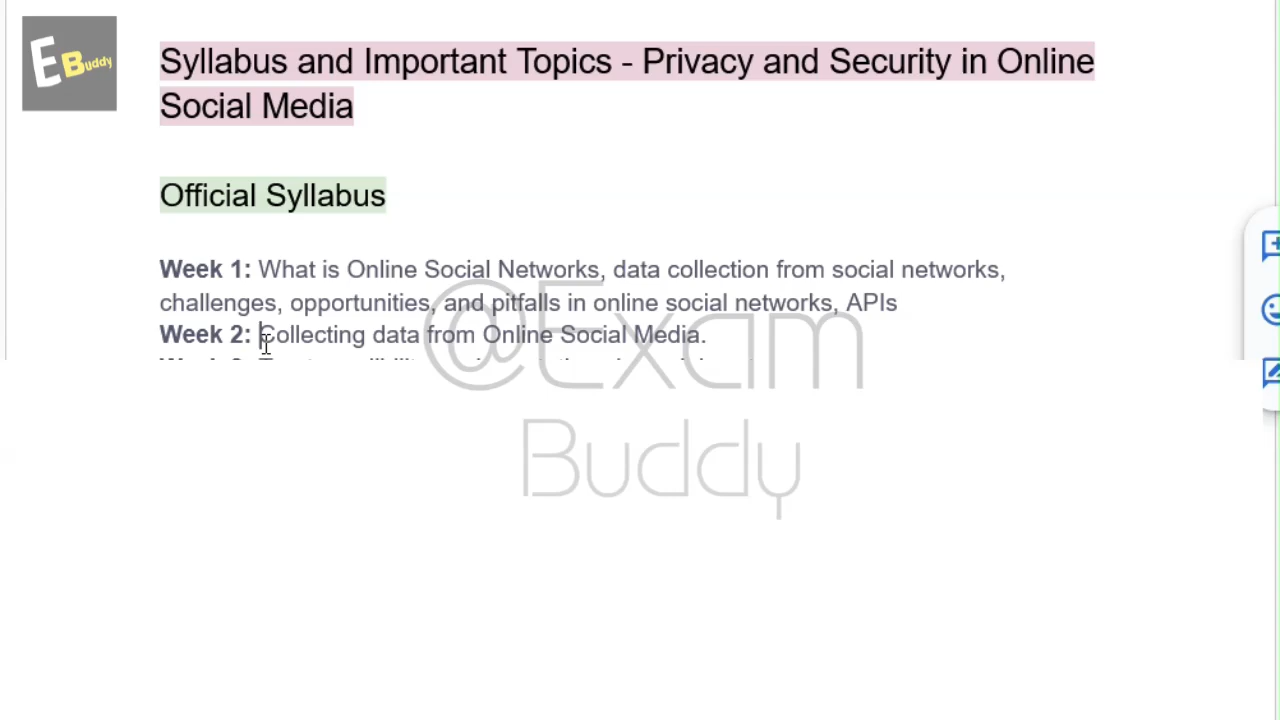 E Buddy
Syllabus and Important Topics - Privacy and Security in Online
Social Media
Official Syllabus
Week 1: What is Online Social Networks, data collection from social networks,
challenges, opportunities, and pitfalls in online social networks, APIs
Week 2: Collecting data from Online Social Media.
@Exam
Buddy